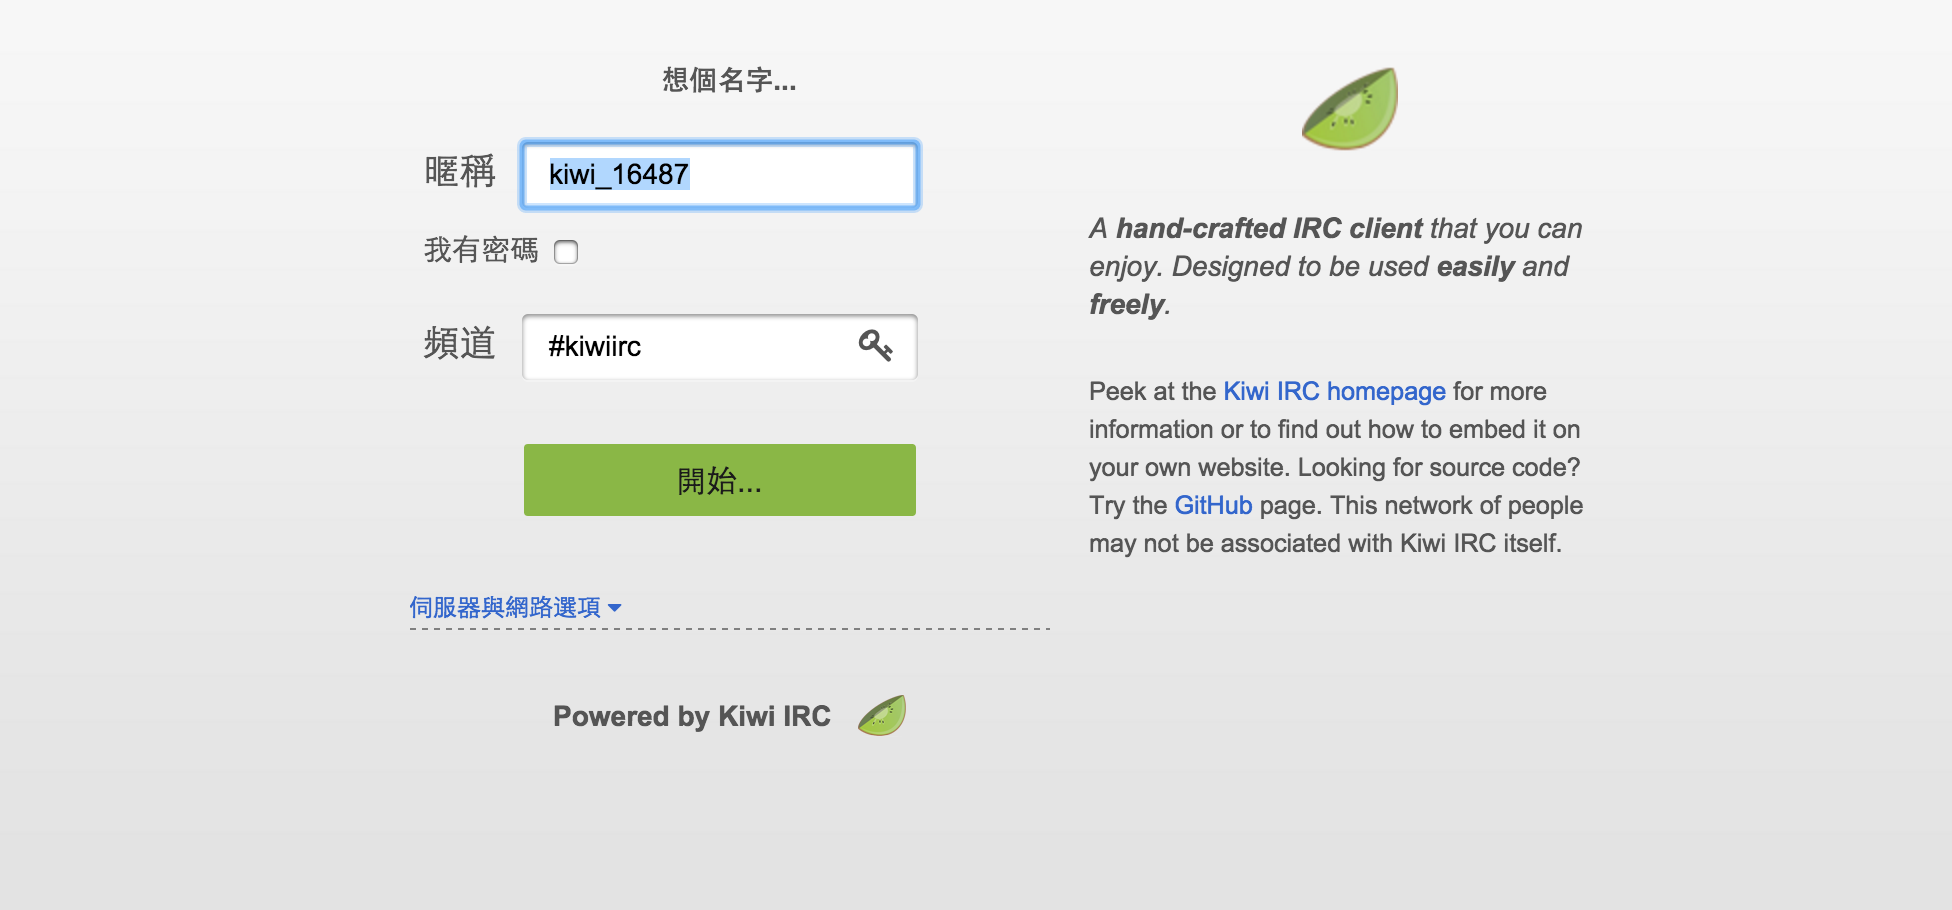 想個名字...
暱稱 kiwi_16487
我有密碼
頻道 #kiwiirc
開始...
伺服器與網路選項
Powered by Kiwi IRC
A hand-crafted IRC client that you can
enjoy. Designed to be used easily and
freely.
Peek at the Kiwi IRC homepage for more
information or to find out how to embed it on
your own website. Looking for source code?
Try the GitHub page. This network of people
may not be associated with Kiwi IRC itself.